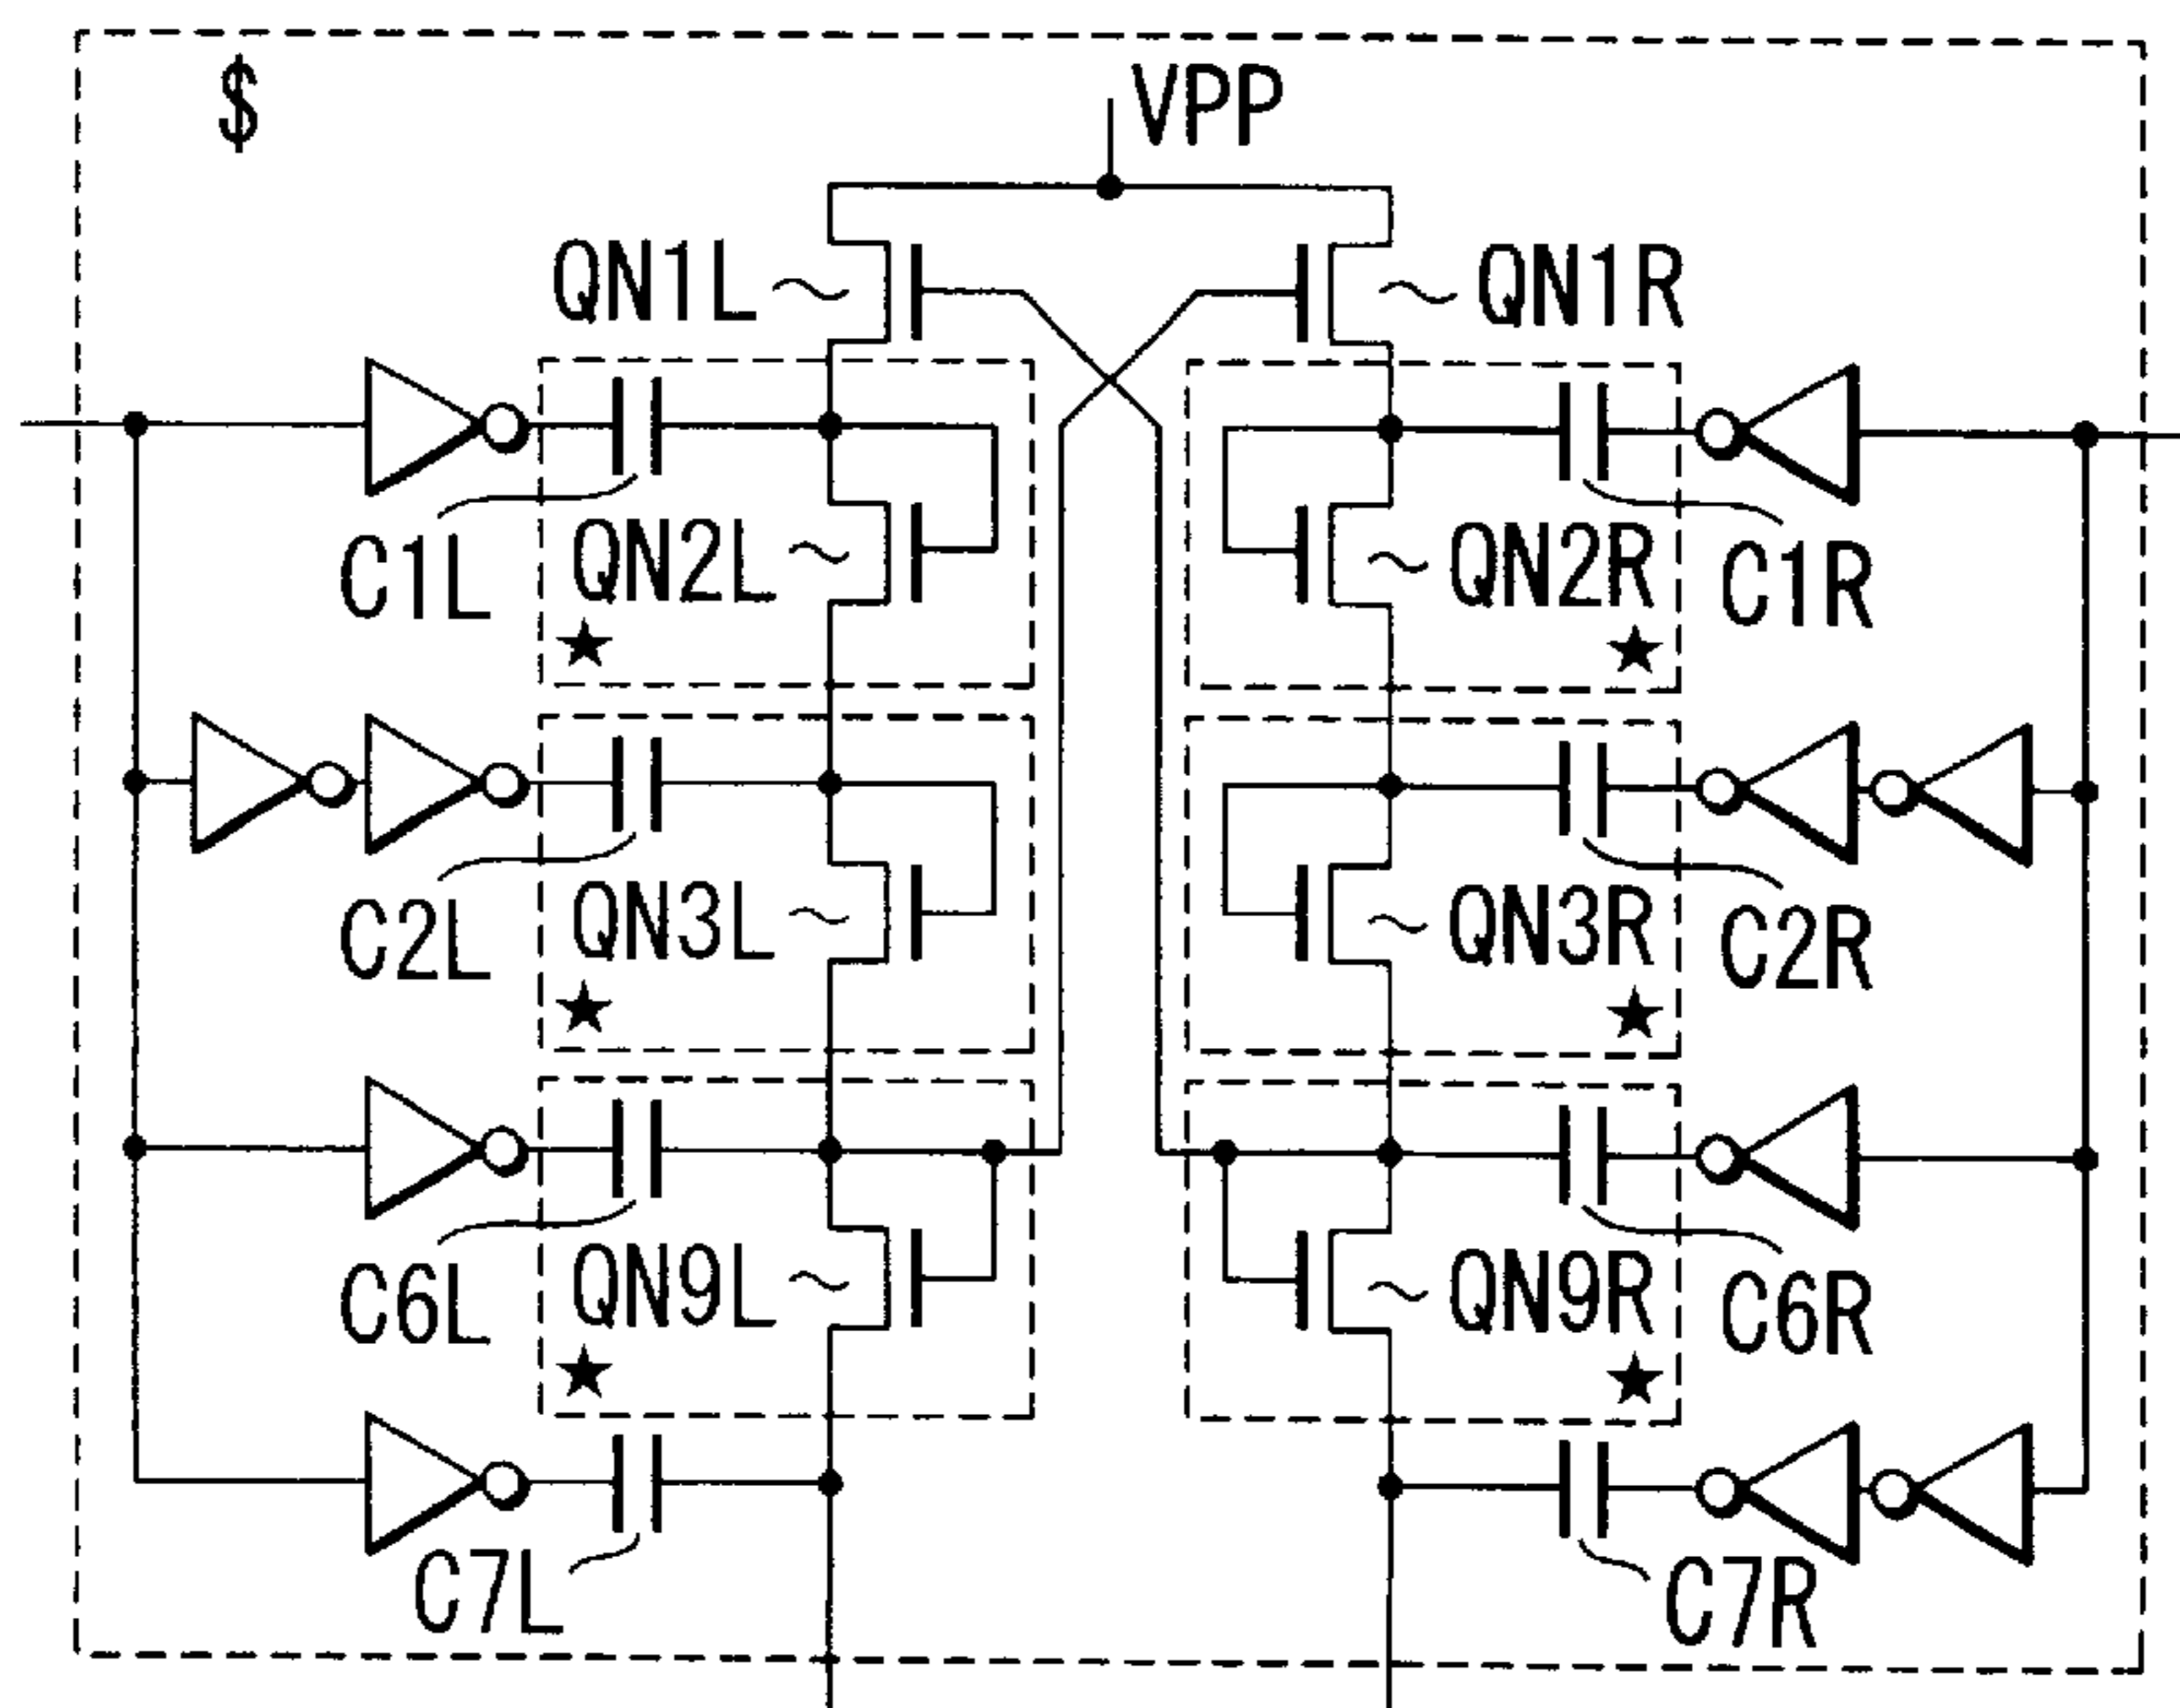 $
VPP
QN1L
QN1R
C1L
QN2L
QN2R
C1R
★
★
C2L
QN3L
QN3R
C2R
★
★
C6L
QN9L
QN9R
C6R
★
★
C7L
C7R